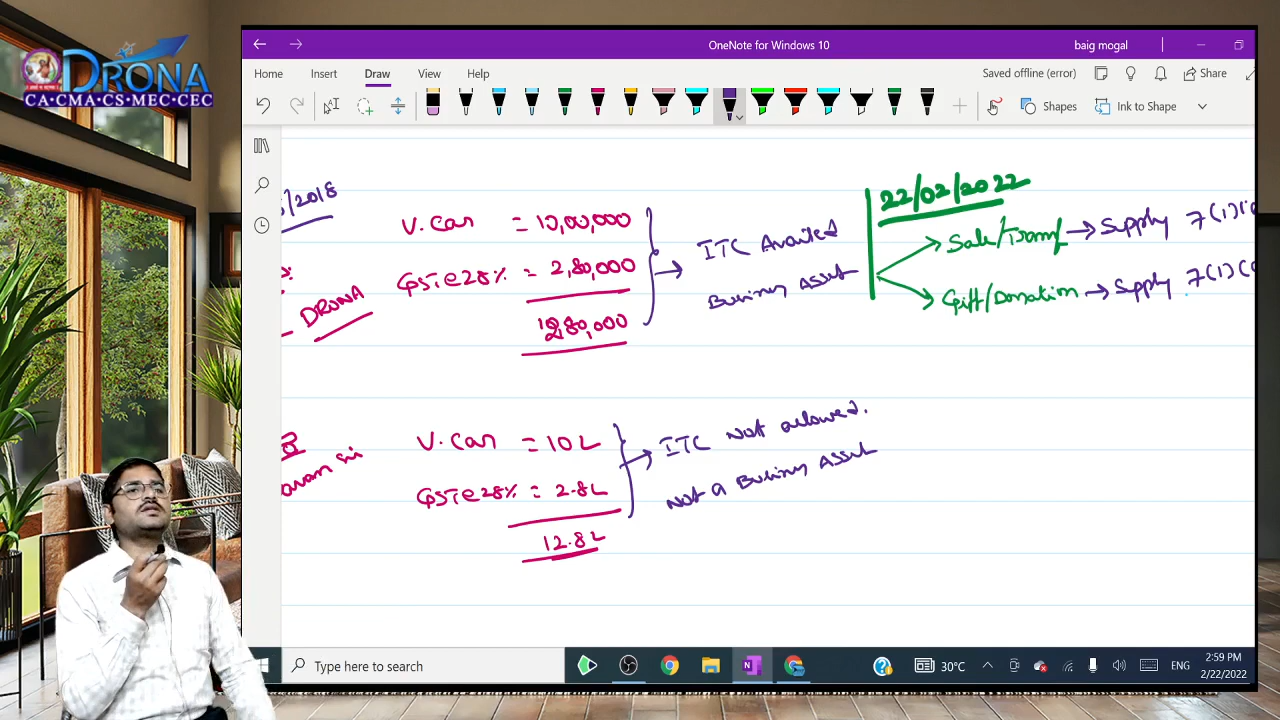 DRONA
CA•CMA•CS•MEC•CEC
OneNote for Windows 10
baig mogal
Home Insert Draw View Help
Saved offline (error)
Share
Shapes
Ink to Shape
/2018
DRONA
V. Car = 10,00,000
GST@28% = 2,80,000
1280,000
ITC Availed
Business Asset
22/02/2022
Sale/Transf → Supply 7(1)(a
Gift/Donation → Supply 7(1)(
V. Car = 10 L
GST@28% = 2.8L
12.8L
ITC Not allowed.
Not a Business Asset
Type here to search
30°C
ENG
2:59 PM
2/22/2022